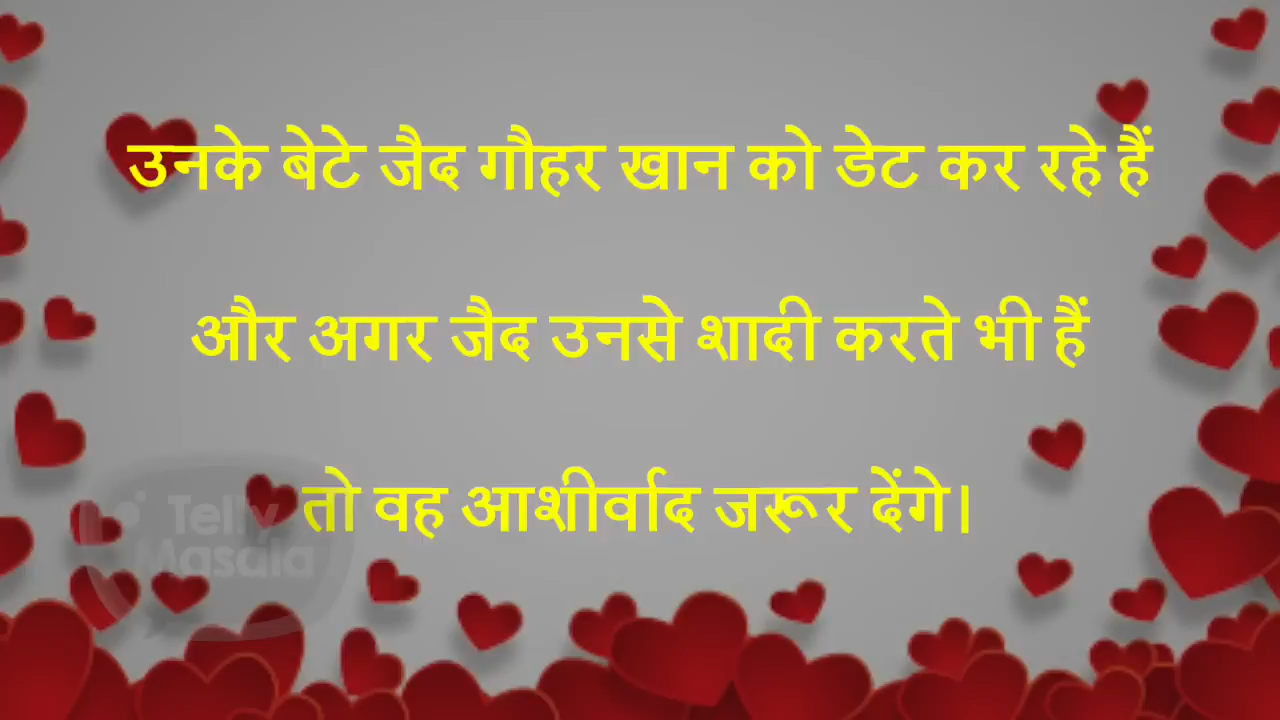 उनके बेटे जैद गौहर खान को डेट कर रहे हैं
और अगर जैद उनसे शादी करते भी हैं
तो वह आशीर्वाद जरूर देंगे।
Telly
Masala